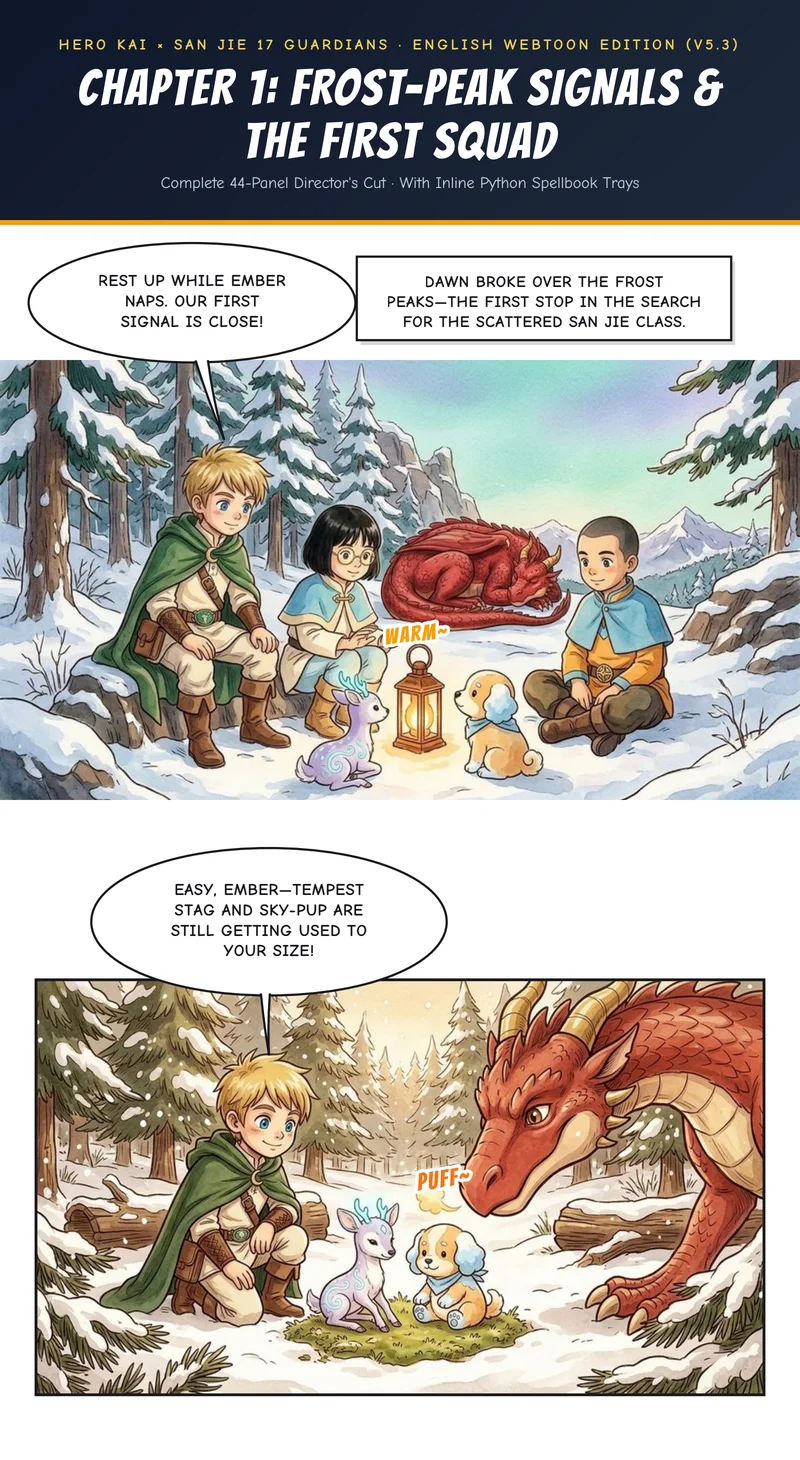 HERO KAI × SAN JIE 17 GUARDIANS · ENGLISH WEBTOON EDITION (V5.3)
CHAPTER 1: FROST-PEAK SIGNALS &
THE FIRST SQUAD
Complete 44-Panel Director's Cut · With Inline Python Spellbook Trays
REST UP WHILE EMBER
NAPS. OUR FIRST
SIGNAL IS CLOSE!
DAWN BROKE OVER THE FROST
PEAKS—THE FIRST STOP IN THE SEARCH
FOR THE SCATTERED SAN JIE CLASS.
WARM~
EASY, EMBER—TEMPEST
STAG AND SKY-PUP ARE
STILL GETTING USED TO
YOUR SIZE!
PUFF~